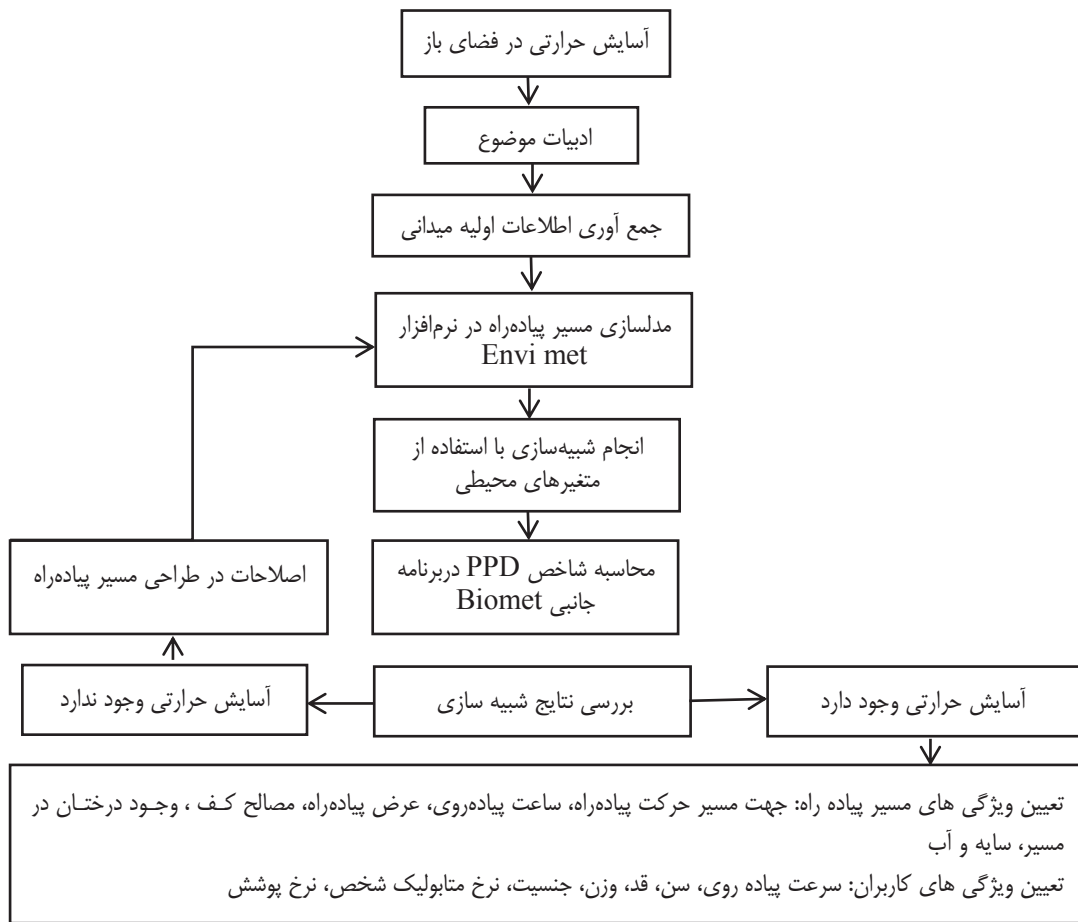 آسایش حرارتی در فضای باز
ادبیات موضوع
جمع آوری اطلاعات اولیه میدانی
مدلسازی مسیر پیاده‌راه در نرم‌افزار
Envi met
انجام شبیه‌سازی با استفاده از
متغیرهای محیطی
محاسبه شاخص PPD دربرنامه
جانبی Biomet
اصلاحات در طراحی مسیر پیاده‌راه
آسایش حرارتی وجود دارد
بررسی نتایج شبیه سازی
آسایش حرارتی وجود ندارد
تعیین ویژگی های مسیر پیاده راه: جهت مسیر حرکت پیاده‌راه، ساعت پیاده‌روی، عرض پیاده‌راه، مصالح کـف ، وجـود درختـان در
مسیر، سایه و آب
تعیین ویژگی های کاربران: سرعت پیاده روی، سن، قد، وزن، جنسیت، نرخ متابولیک شخص، نرخ پوشش